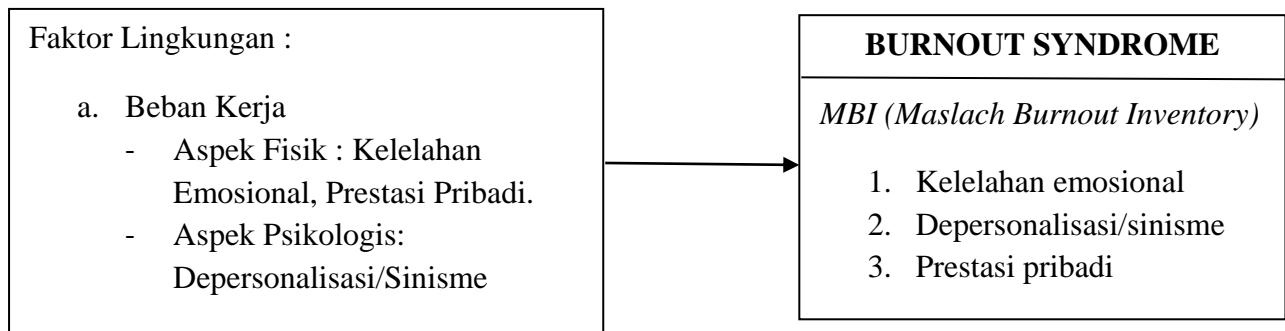 Faktor Lingkungan :
a. Beban Kerja
- Aspek Fisik : Kelelahan
Emosional, Prestasi Pribadi.
- Aspek Psikologis:
Depersonalisasi/Sinisme
BURNOUT SYNDROME
MBI (Maslach Burnout Inventory)
1. Kelelahan emosional
2. Depersonalisasi/sinisme
3. Prestasi pribadi